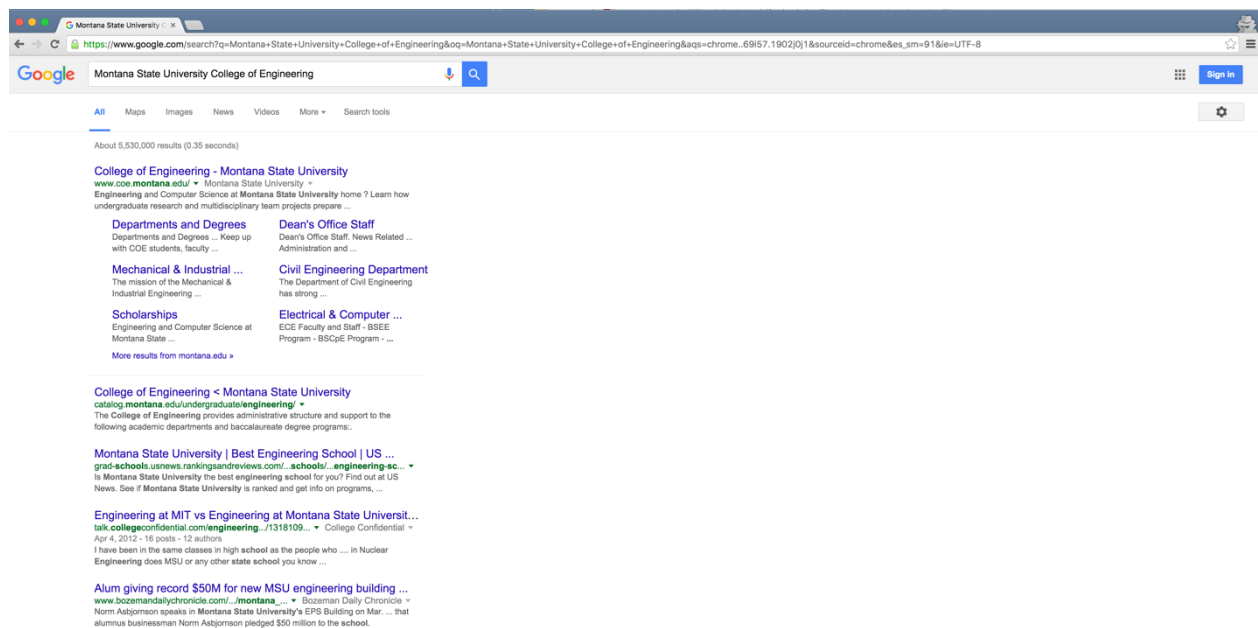 Montana State University C
https://www.google.com/search?q=Montana+State+University+College+of+Engineering&oq=Montana+State+University+College+of+Engineering&aqs=chrome..69i57.1902j0j1&sourceid=chrome&es_sm=91&ie=UTF-8
Google Montana State University College of Engineering Sign in
All Maps Images News Videos More Search tools
About 5,530,000 results (0.35 seconds)
College of Engineering - Montana State University
www.coe.montana.edu/ Montana State University
Engineering and Computer Science at Montana State University home ? Learn how
undergraduate research and multidisciplinary team projects prepare ...
Departments and Degrees
Departments and Degrees ... Keep up
with COE students, faculty ...
Dean's Office Staff
Dean's Office Staff. News Related ...
Administration and ...
Mechanical & Industrial ...
The mission of the Mechanical &
Industrial Engineering ...
Civil Engineering Department
The Department of Civil Engineering
has strong ...
Scholarships
Engineering and Computer Science at
Montana State ...
Electrical & Computer ...
ECE Faculty and Staff - BSEE
Program - BSCpE Program - ...
More results from montana.edu »
College of Engineering < Montana State University
catalog.montana.edu/undergraduate/engineering/
The College of Engineering provides administrative structure and support to the
following academic departments and baccalaureate degree programs:.
Montana State University | Best Engineering School | US ...
grad-schools.usnews.rankingsandreviews.com/...schools/...engineering-sc...
Is Montana State University the best engineering school for you? Find out at US
News. See if Montana State University is ranked and get info on programs, ...
Engineering at MIT vs Engineering at Montana State Universit...
talk.collegeconfidential.com/engineering.../1318109... College Confidential
Apr 4, 2012 - 16 posts - 12 authors
I have been in the same classes in high school as the people who .... in Nuclear
Engineering does MSU or any other state school you know ...
Alum giving record $50M for new MSU engineering building ...
www.bozemandailychronicle.com/.../montana_... Bozeman Daily Chronicle
Norm Asbjornson speaks in Montana State University's EPS Building on Mar. ... that
alumnus businessman Norm Asbjornson pledged $50 million to the school.